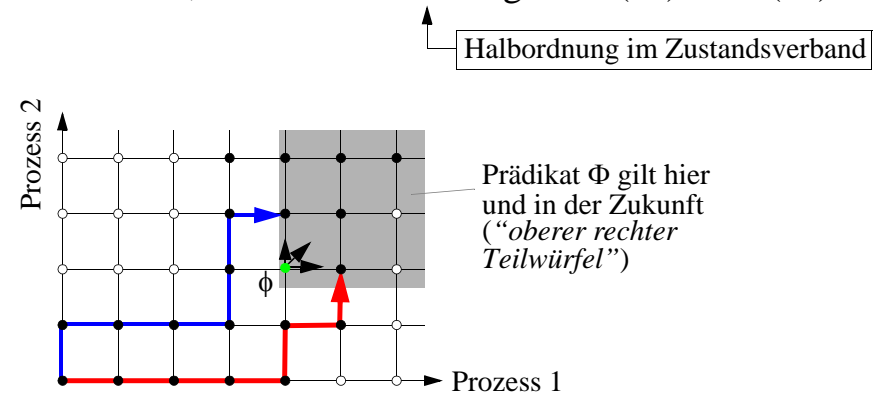 Halbordnung im Zustandsverband
Prozess 2
Prädikat Φ gilt hier
und in der Zukunft
(“oberer rechter
Teilwürfel”)
ϕ
Prozess 1